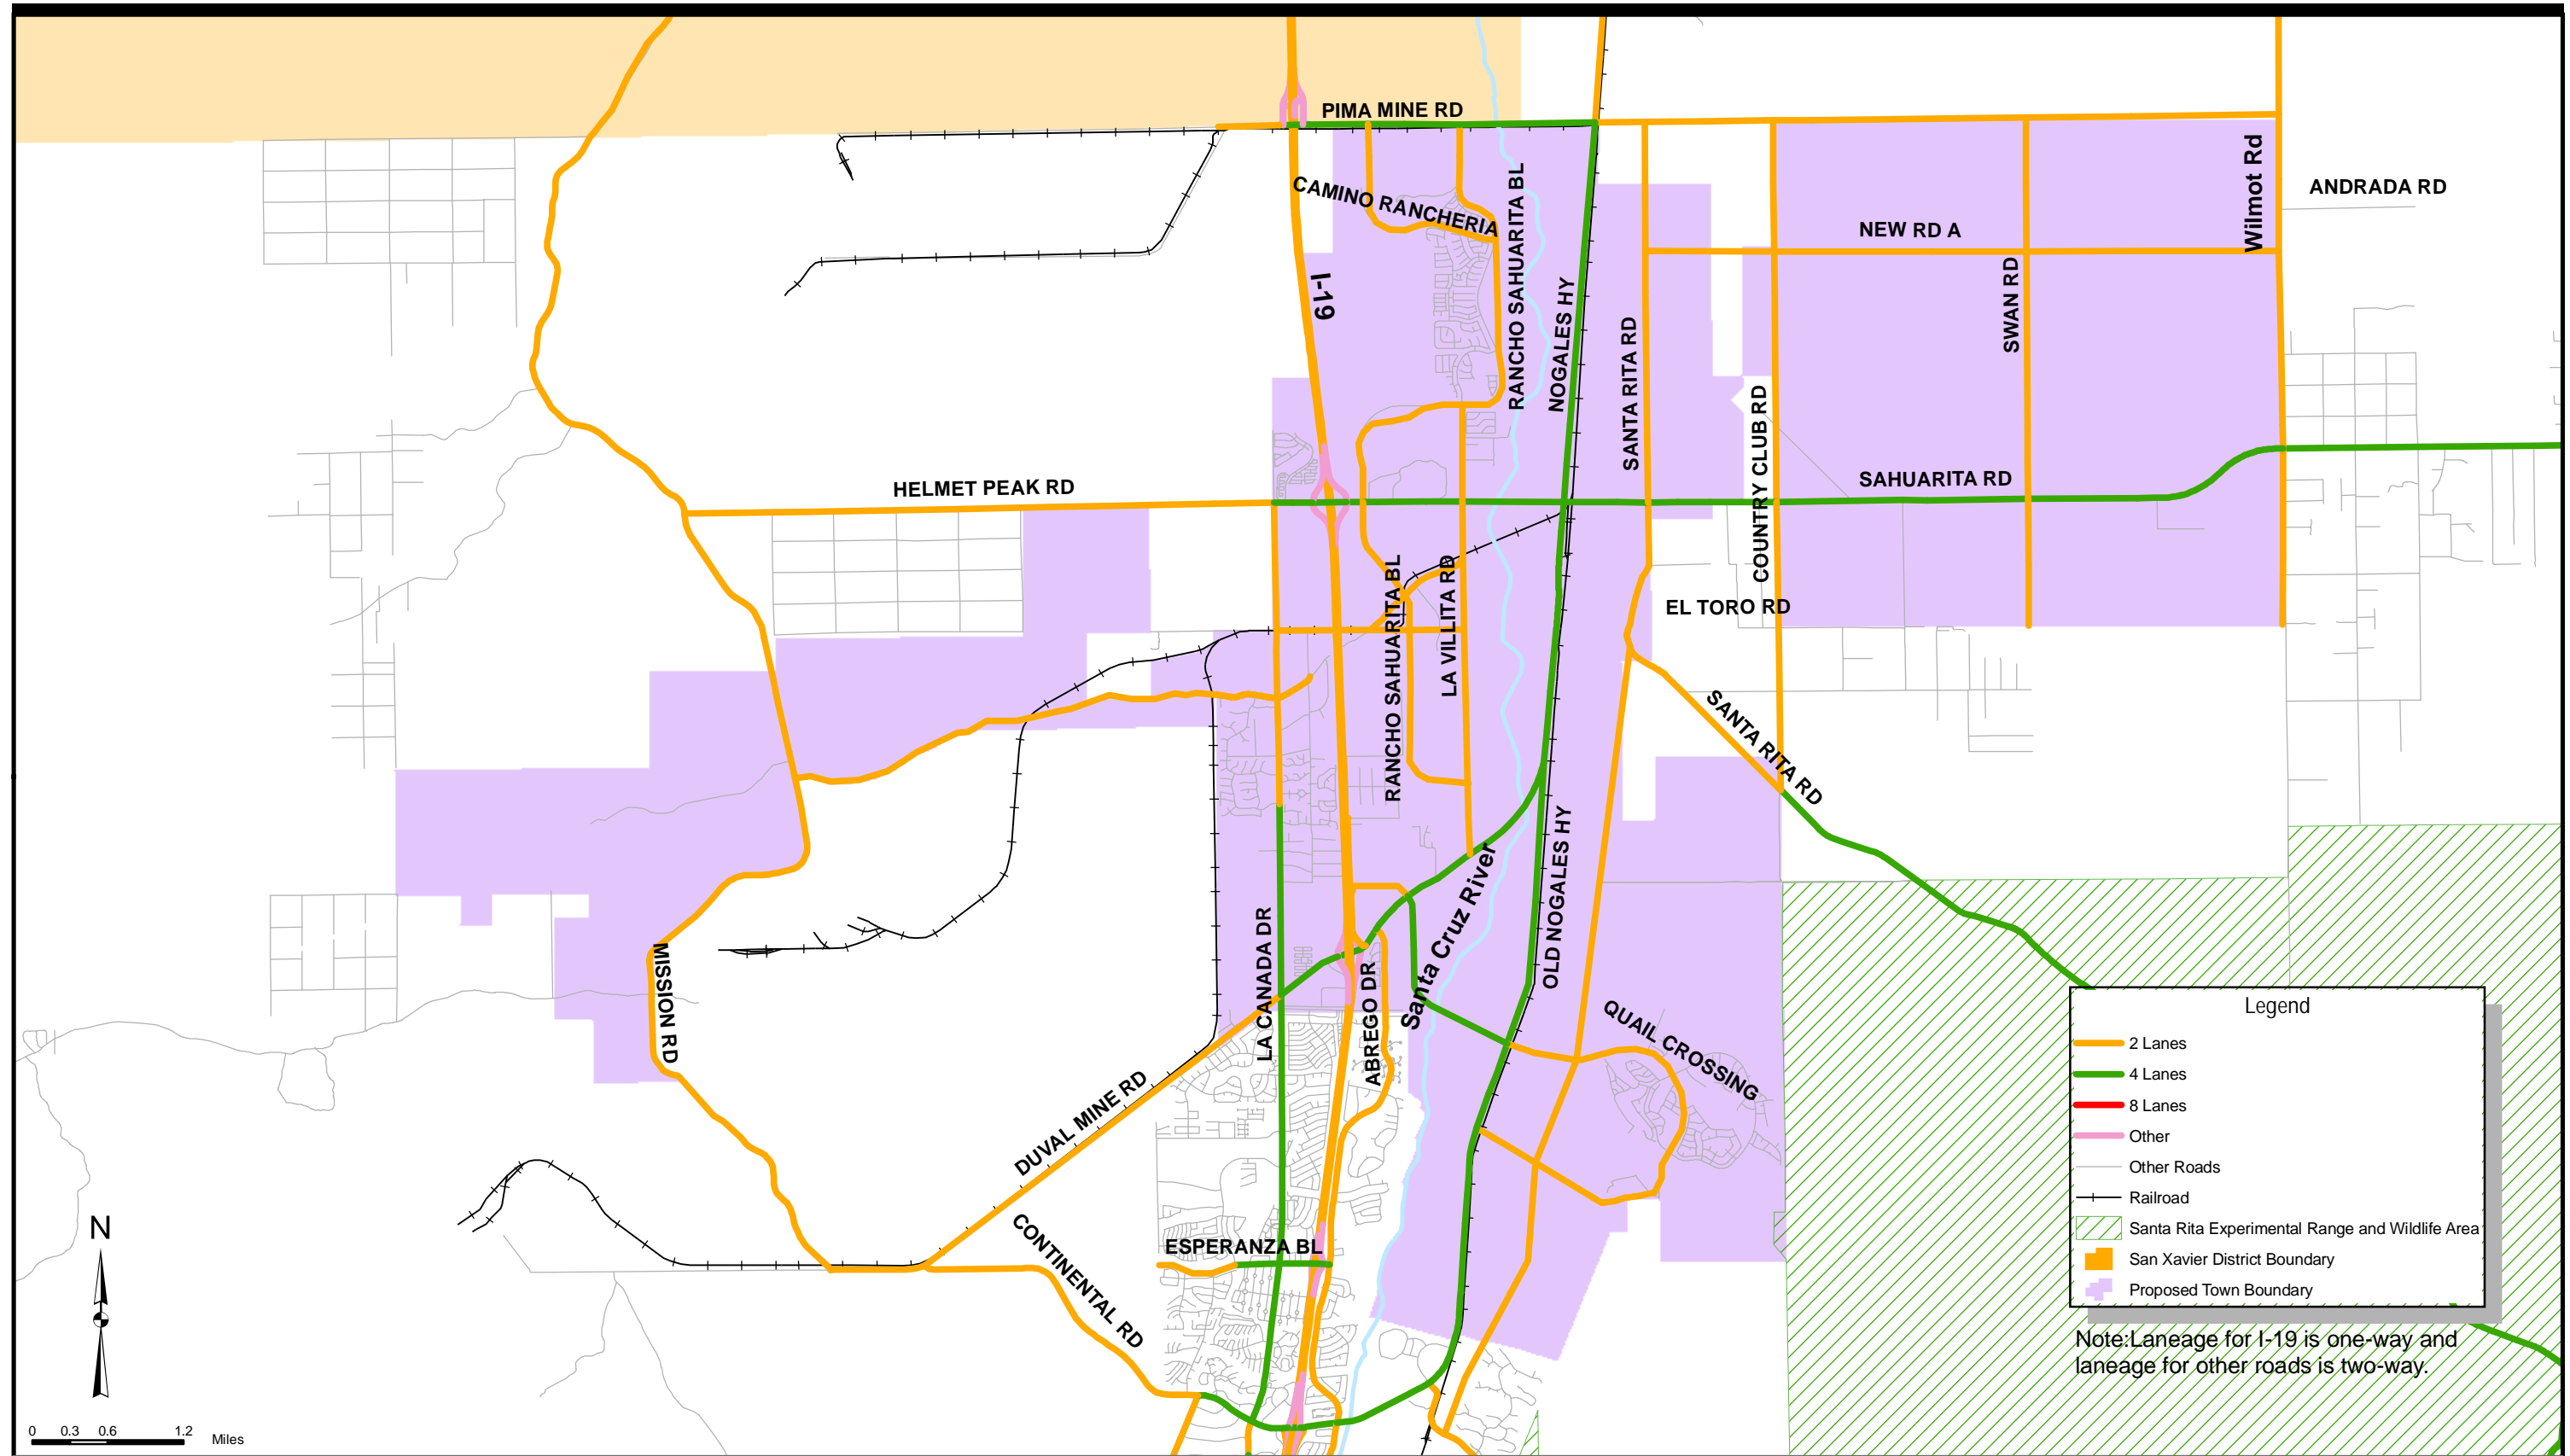 PIMA MINE RD
Wilmot Rd
ANDRADA RD
CAMINO RANCHERIA
RANCHO SAHUARITA BL
NEW RD A
I-19
NOGALES HY
SWAN RD
SANTA RITA RD
COUNTRY CLUB RD
HELMET PEAK RD
SAHUARITA RD
RANCHO SAHUARITA BL
LA VILLITA RD
EL TORO RD
SANTA RITA RD
OLD NOGALES HY
Santa Cruz River
LA CANADA DR
MISSION RD
ABREGO DR
QUAIL CROSSING
DUVAL MINE RD
CONTINENTAL RD
ESPERANZA BL
Legend
2 Lanes
4 Lanes
8 Lanes
Other
Other Roads
Railroad
Santa Rita Experimental Range and Wildlife Area
San Xavier District Boundary
Proposed Town Boundary
Note:Laneage for I-19 is one-way and
laneage for other roads is two-way.
N
0 0.3 0.6 1.2
Miles